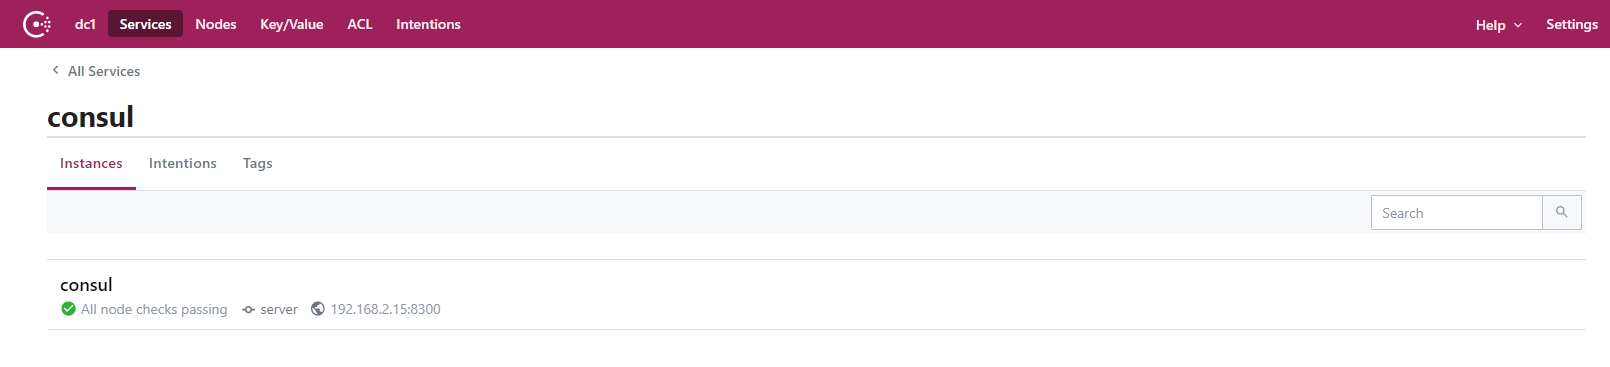 dc1 Services Nodes Key/Value ACL Intentions Help Settings
All Services
consul
Instances Intentions Tags
Search
consul
All node checks passing server 192.168.2.15:8300